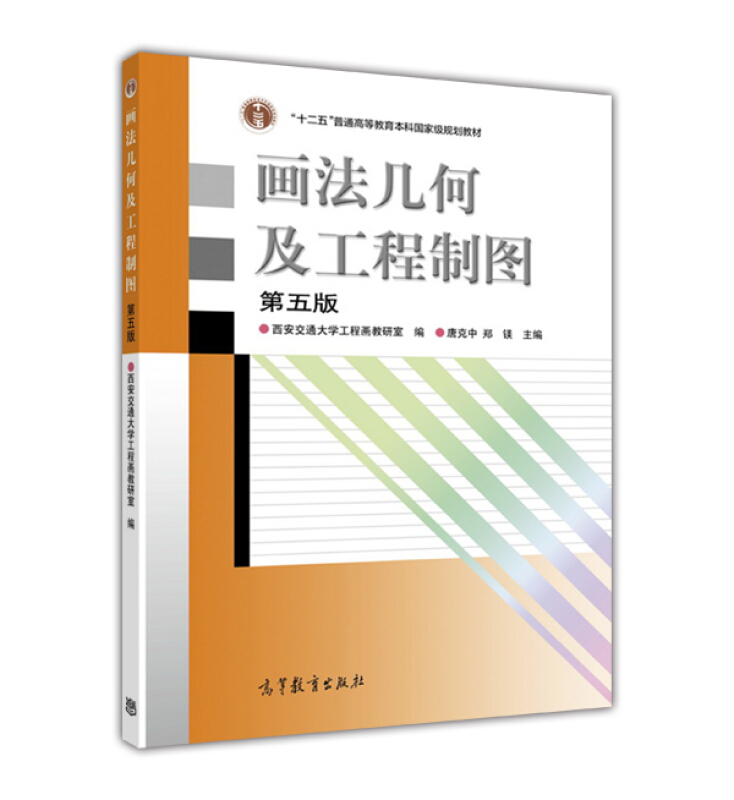 “十二五”普通高等教育本科国家级规划教材
画法几何
及工程制图
第五版
西安交通大学工程画教研室 编 唐克中 郑 镁 主编
高等教育出版社
画法几何及工程制图 第五版
西安交通大学工程画教研室 编
十二五